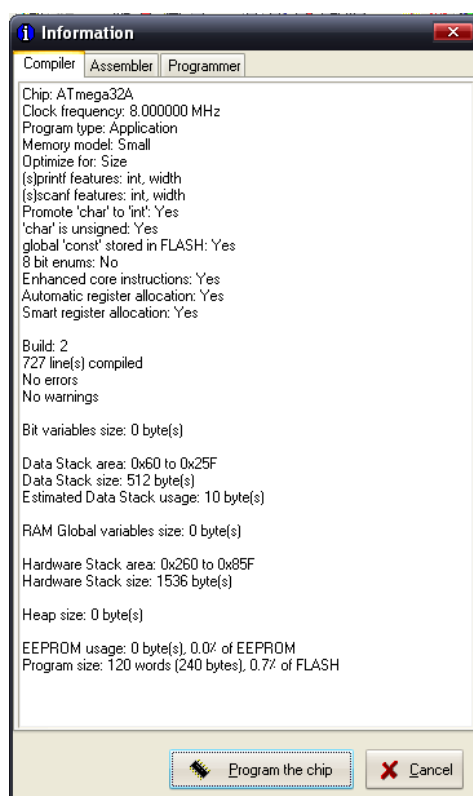 Information
Compiler Assembler Programmer
Chip: ATmega32A
Clock frequency: 8.000000 MHz
Program type: Application
Memory model: Small
Optimize for: Size
(s)printf features: int, width
(s)scanf features: int, width
Promote 'char' to 'int': Yes
'char' is unsigned: Yes
global 'const' stored in FLASH: Yes
8 bit enums: No
Enhanced core instructions: Yes
Automatic register allocation: Yes
Smart register allocation: Yes
Build: 2
727 line(s) compiled
No errors
No warnings
Bit variables size: 0 byte(s)
Data Stack area: 0x60 to 0x25F
Data Stack size: 512 byte(s)
Estimated Data Stack usage: 10 byte(s)
RAM Global variables size: 0 byte(s)
Hardware Stack area: 0x260 to 0x85F
Hardware Stack size: 1536 byte(s)
Heap size: 0 byte(s)
EEPROM usage: 0 byte(s), 0.0% of EEPROM
Program size: 120 words (240 bytes), 0.7% of FLASH
Program the chip Cancel